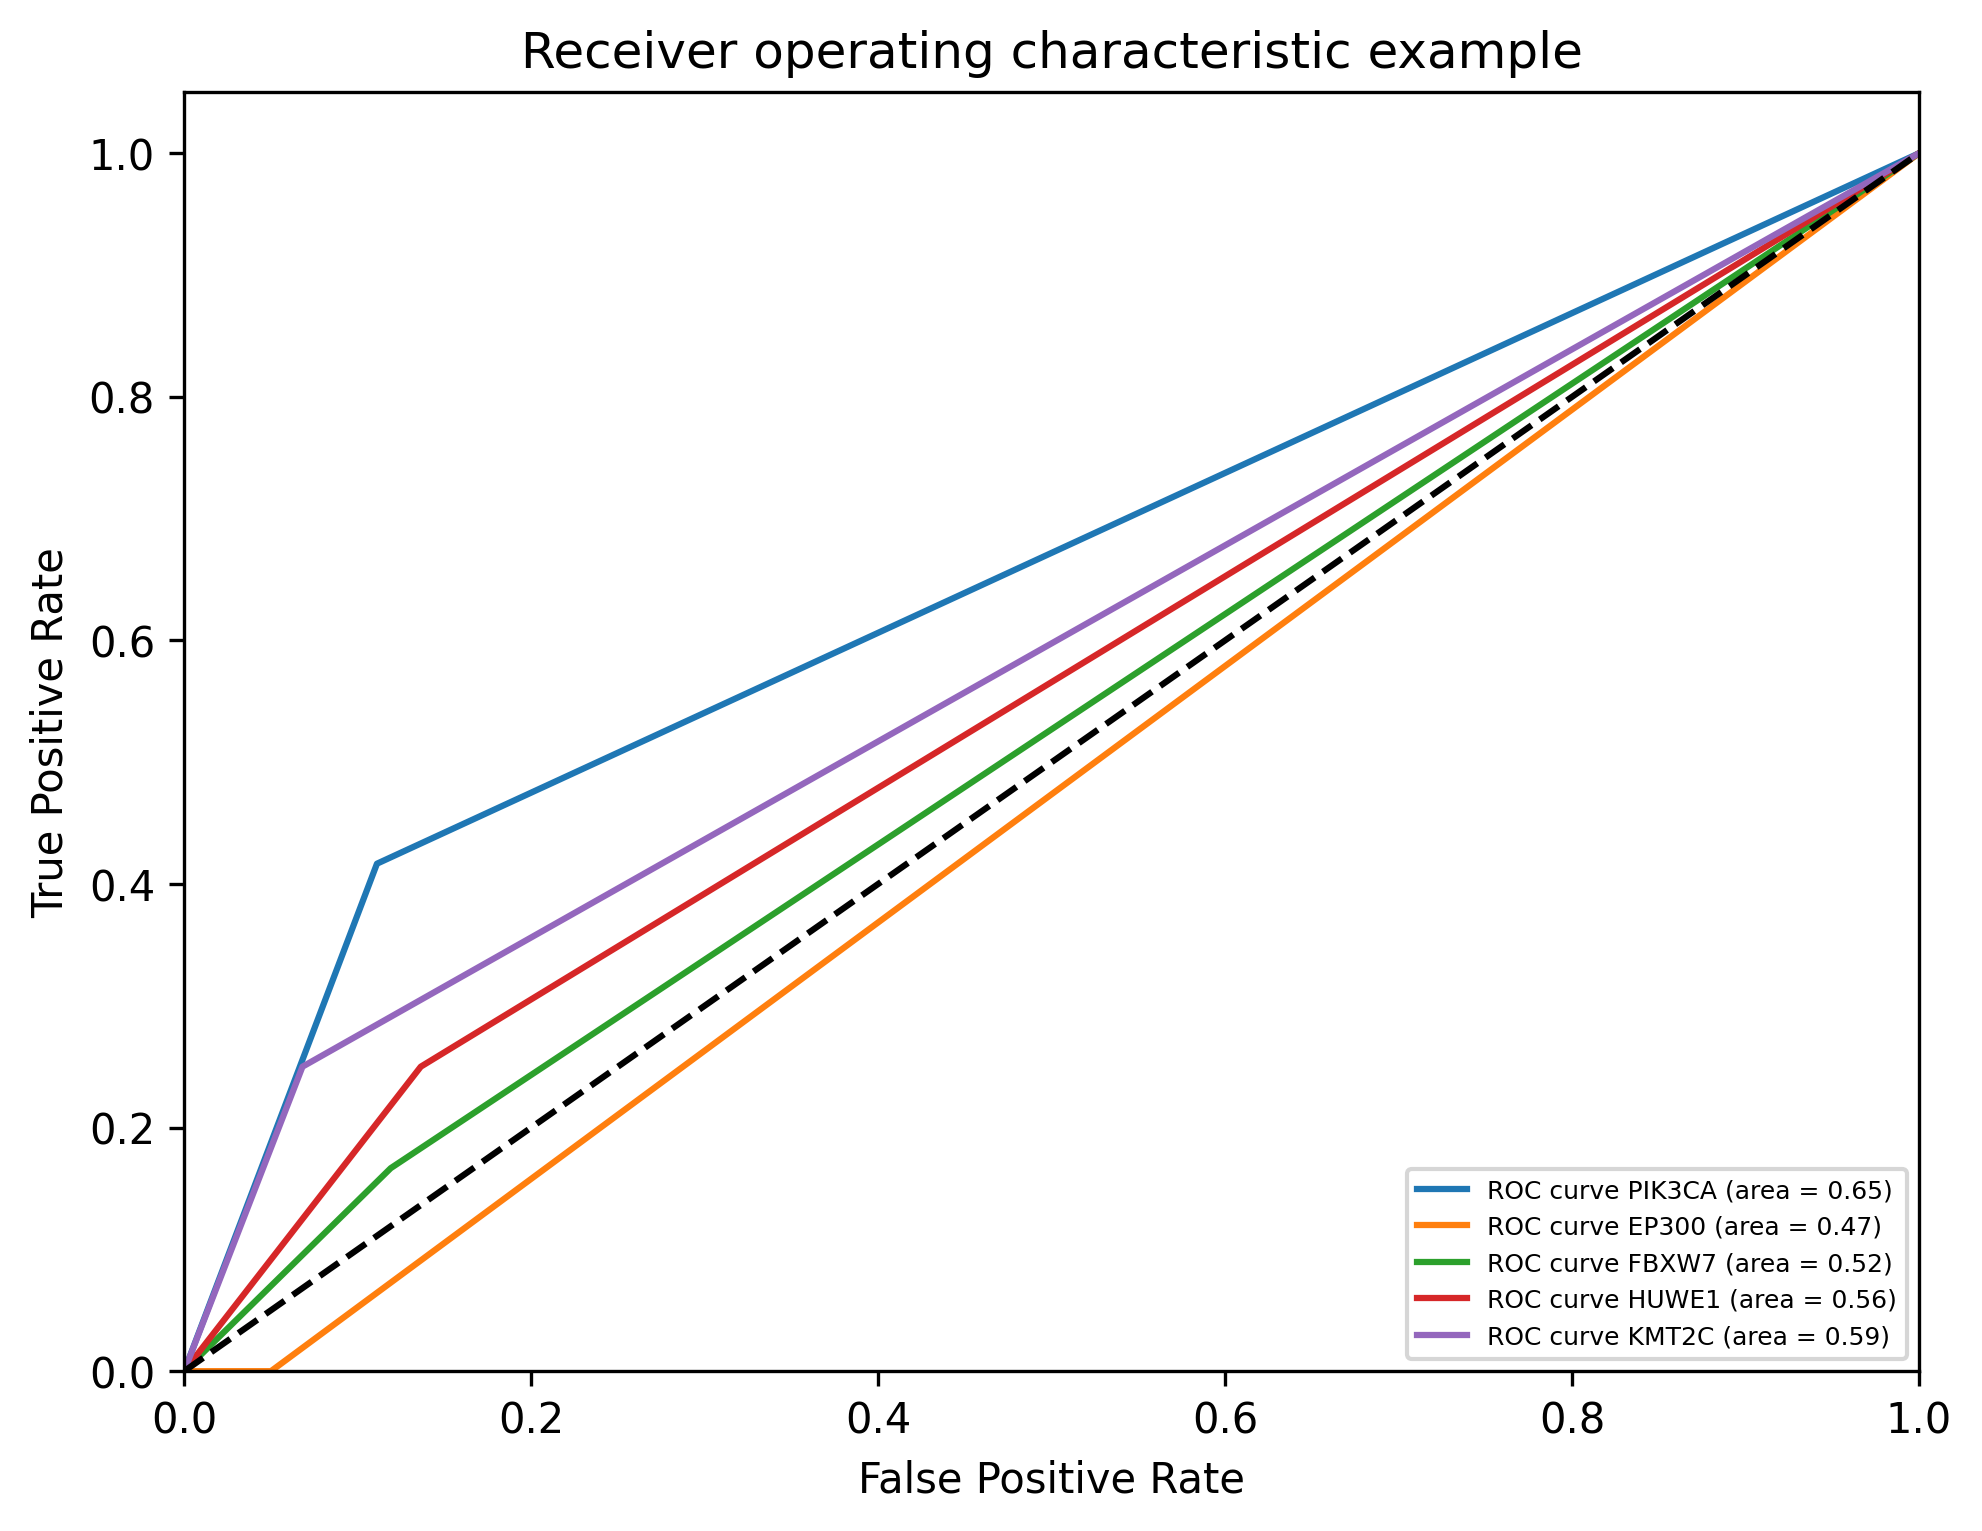 Receiver operating characteristic example
True Positive Rate
1.0
0.8
0.6
0.4
0.2
0.0
0.0 0.2 0.4 0.6 0.8 1.0
False Positive Rate
ROC curve PIK3CA (area = 0.65)
ROC curve EP300 (area = 0.47)
ROC curve FBXW7 (area = 0.52)
ROC curve HUWE1 (area = 0.56)
ROC curve KMT2C (area = 0.59)